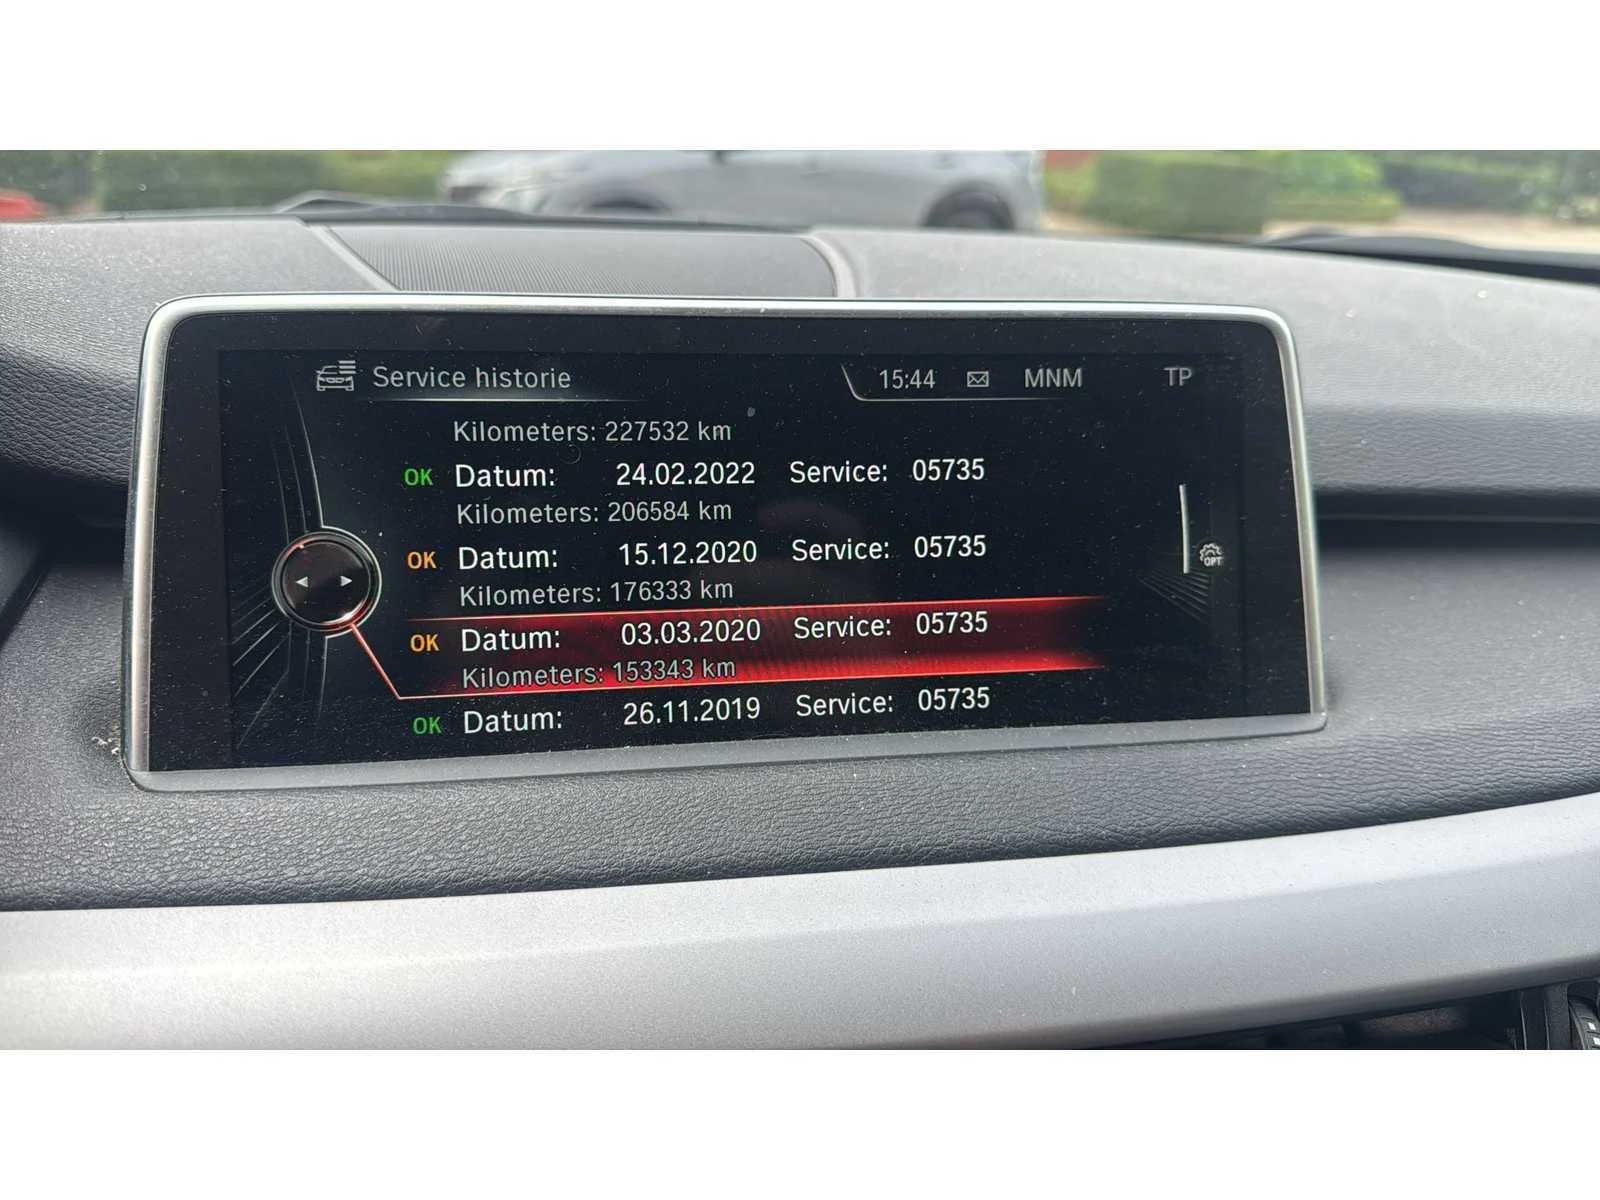 Service historie 15:44 MNM TP
Kilometers: 227532 km
OK Datum: 24.02.2022 Service: 05735
Kilometers: 206584 km
OK Datum: 15.12.2020 Service: 05735
Kilometers: 176333 km
OPT
OK Datum: 03.03.2020 Service: 05735
Kilometers: 153343 km
OK Datum: 26.11.2019 Service: 05735